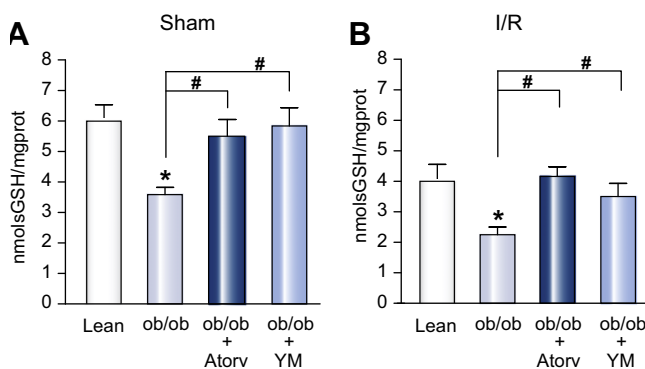 A
Sham
nmolsGSH/mgprot
8
7
6
5
4
3
2
1
0
#
#
*
Lean
ob/ob
ob/ob
+
Atorv
ob/ob
+
YM
B
I/R
nmolsGSH/mgprot
8
7
6
5
4
3
2
1
0
#
#
*
Lean
ob/ob
ob/ob
+
Atorv
ob/ob
+
YM